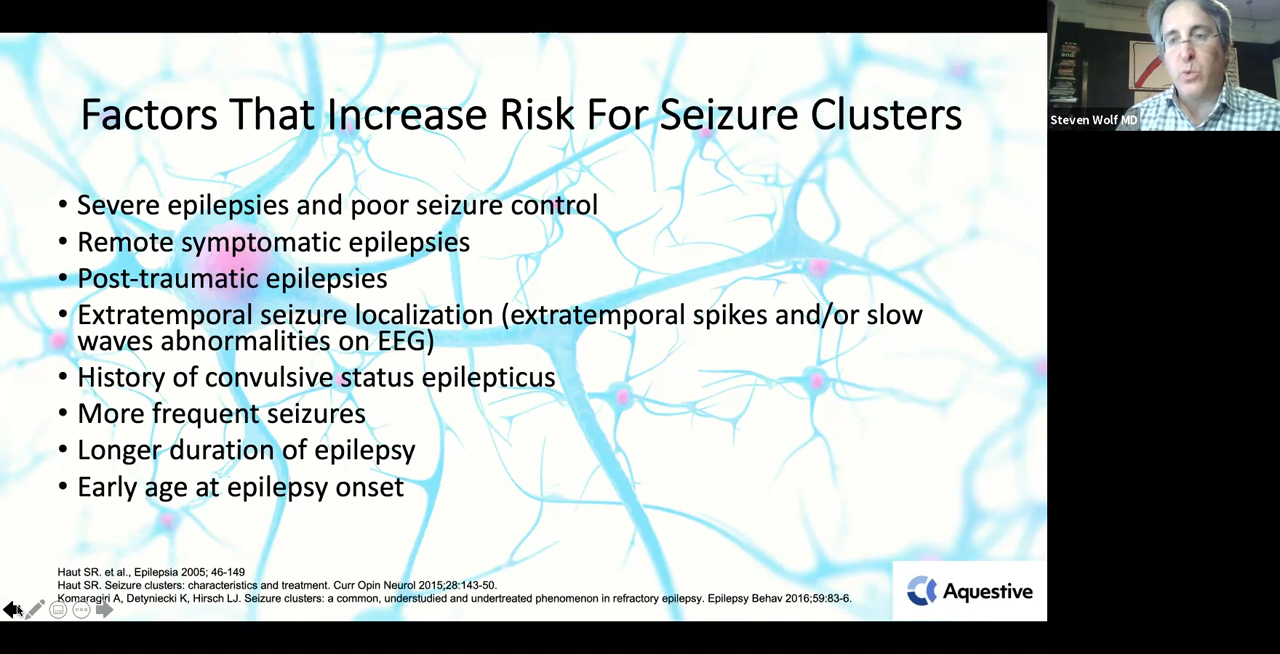 Factors That Increase Risk For Seizure Clusters
• Severe epilepsies and poor seizure control
• Remote symptomatic epilepsies
• Post-traumatic epilepsies
• Extratemporal seizure localization (extratemporal spikes and/or slow
waves abnormalities on EEG)
• History of convulsive status epilepticus
• More frequent seizures
• Longer duration of epilepsy
• Early age at epilepsy onset
Haut SR. et al., Epilepsia 2005; 46-149
Haut SR. Seizure clusters: characteristics and treatment. Curr Opin Neurol 2015;28:143-50.
Komaragiri A, Detyniecki K, Hirsch LJ. Seizure clusters: a common, understudied and undertreated phenomenon in refractory epilepsy. Epilepsy Behav 2016;59:83-6.
Aquestive
Steven Wolf MD